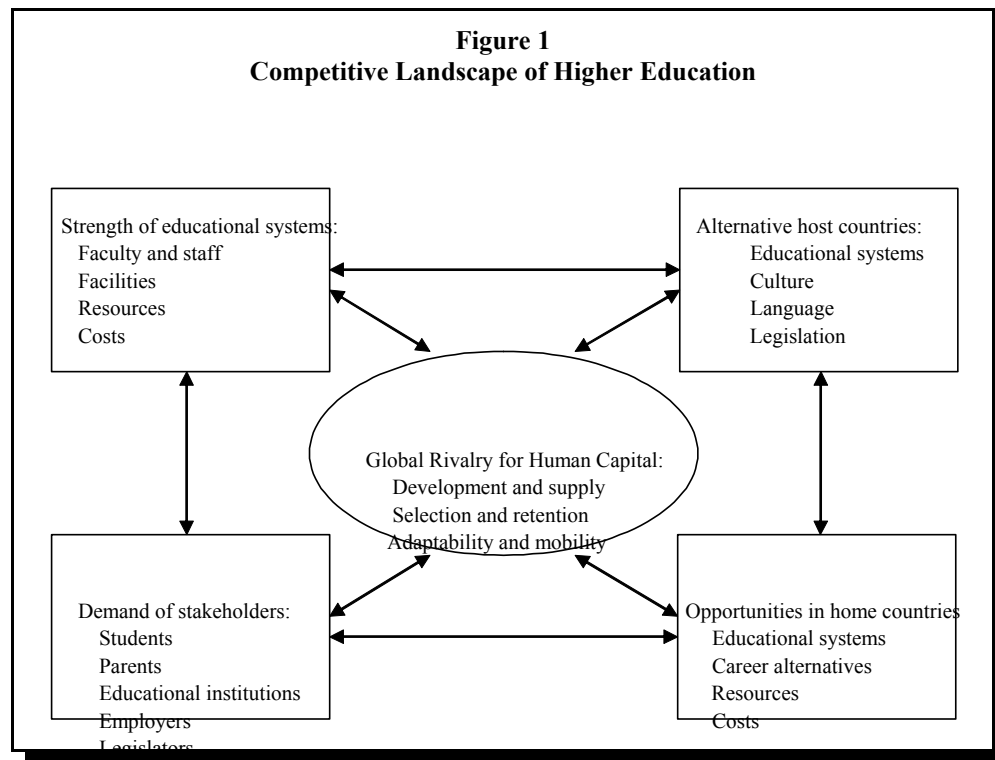 Figure 1
Competitive Landscape of Higher Education
Strength of educational systems:
Faculty and staff
Facilities
Resources
Costs
Alternative host countries:
Educational systems
Culture
Language
Legislation
Global Rivalry for Human Capital:
Development and supply
Selection and retention
Adaptability and mobility
Demand of stakeholders:
Students
Parents
Educational institutions
Employers
Legislators
Opportunities in home countries
Educational systems
Career alternatives
Resources
Costs